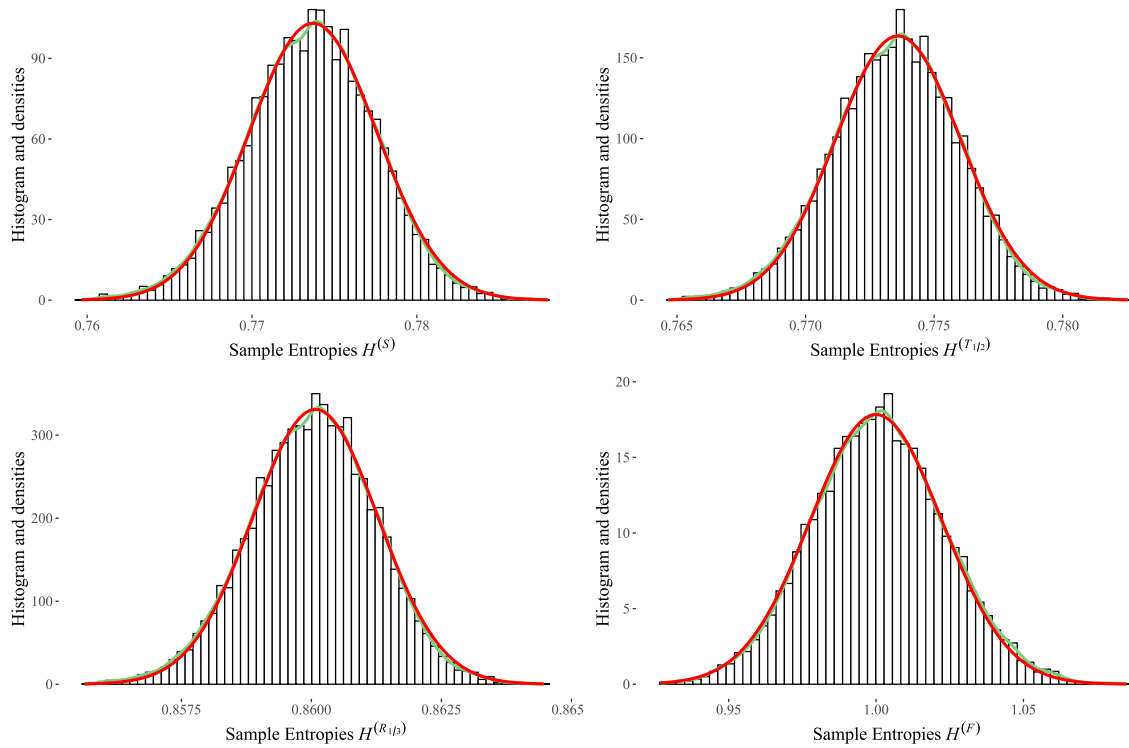 Histogram and densities
90
60
30
0
0.76 0.77 0.78
Sample Entropies H^(S)
Histogram and densities
150
100
50
0
0.765 0.770 0.775 0.780
Sample Entropies H^(T_1/2)
Histogram and densities
300
200
100
0
0.8575 0.8600 0.8625 0.865
Sample Entropies H^(R_1/3)
Histogram and densities
20
15
10
5
0
0.95 1.00 1.05
Sample Entropies H^(F)